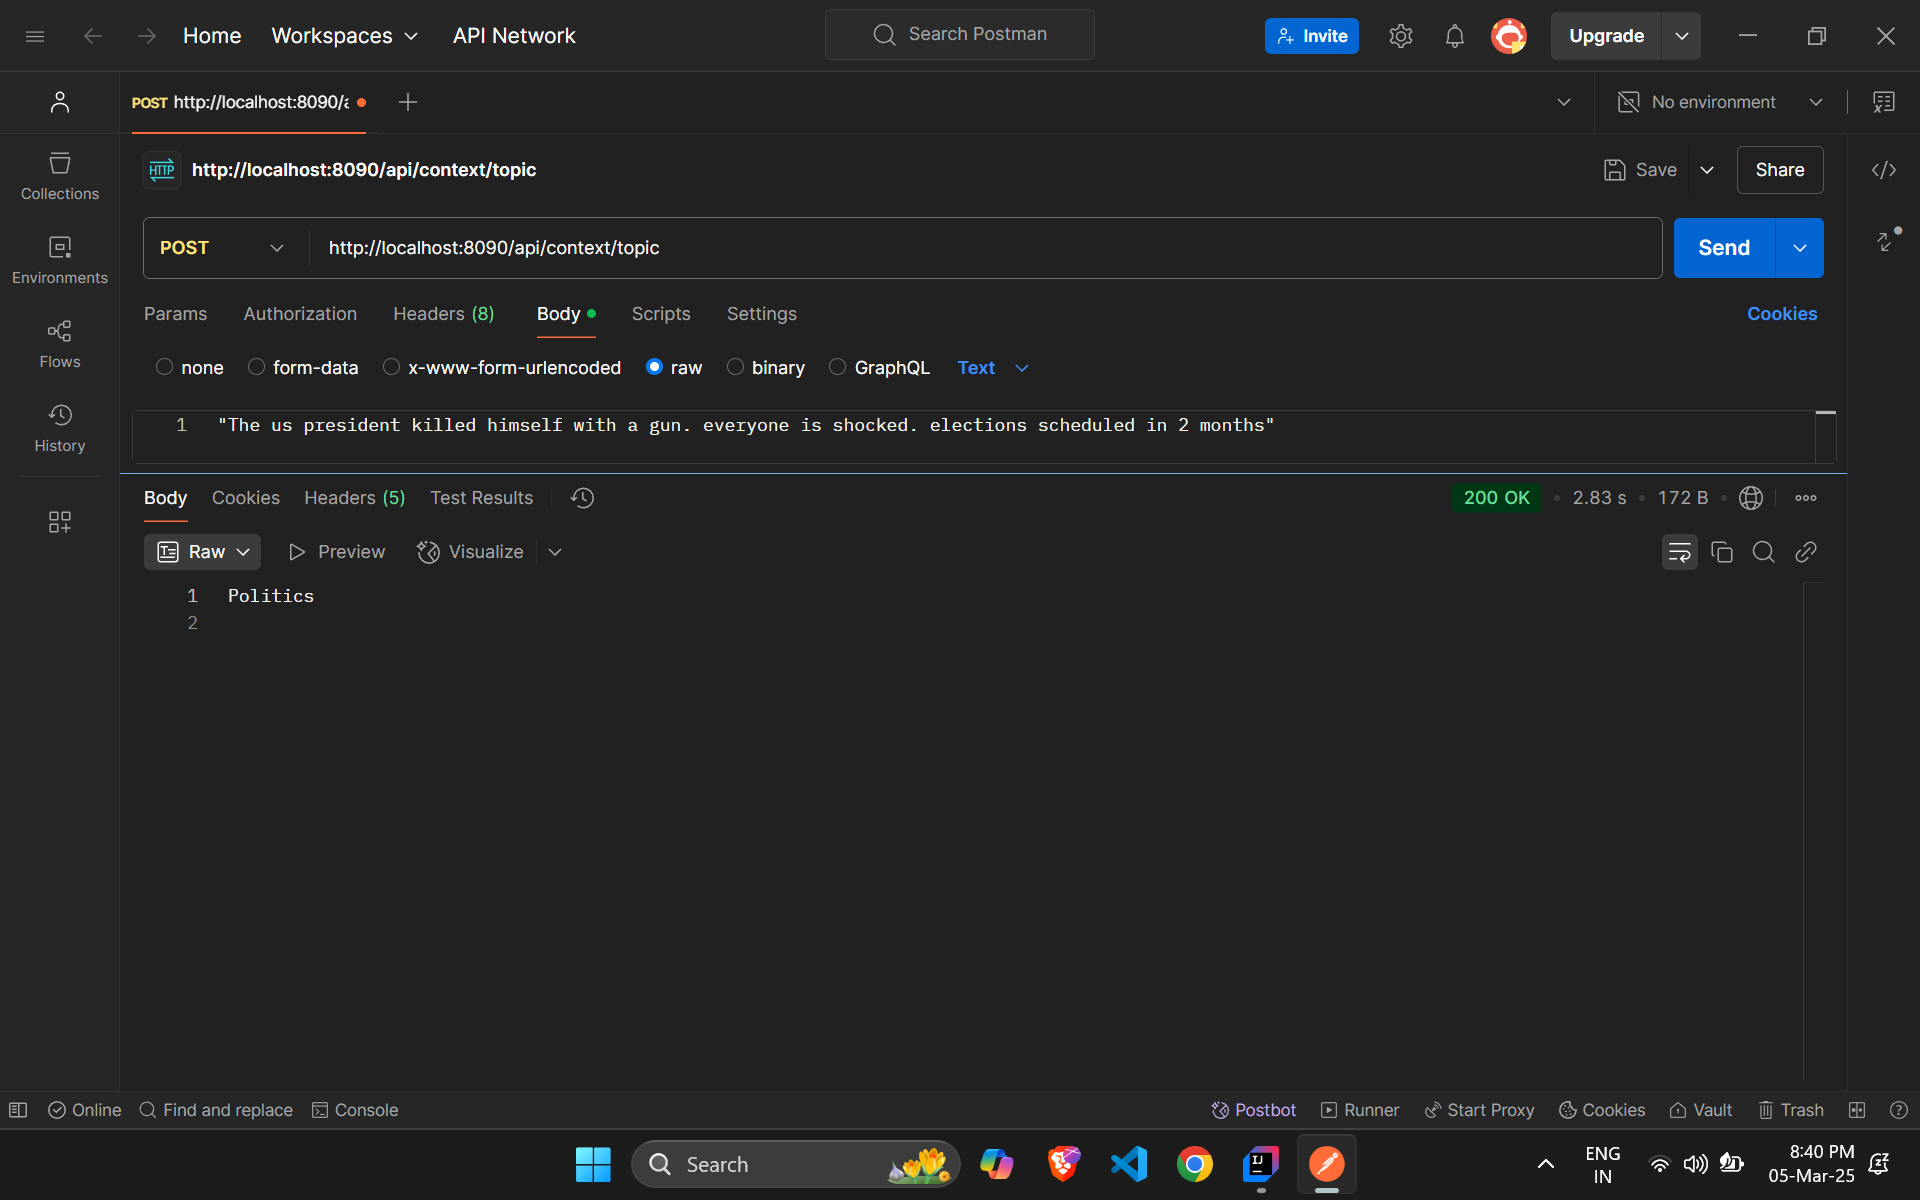 Home Workspaces API Network Search Postman Invite Upgrade
POST http://localhost:8090/a No environment
HTTP http://localhost:8090/api/context/topic Save Share
Collections
POST http://localhost:8090/api/context/topic Send
Environments
Params Authorization Headers (8) Body Scripts Settings Cookies
Flows
none form-data x-www-form-urlencoded raw binary GraphQL Text
1 "The us president killed himself with a gun. everyone is shocked. elections scheduled in 2 months"
History
Body Cookies Headers (5) Test Results 200 OK • 2.83 s • 172 B
Raw Preview Visualize
1 Politics
2
Online Find and replace Console Postbot Runner Start Proxy Cookies Vault Trash
Search
ENG
IN
8:40 PM
05-Mar-25